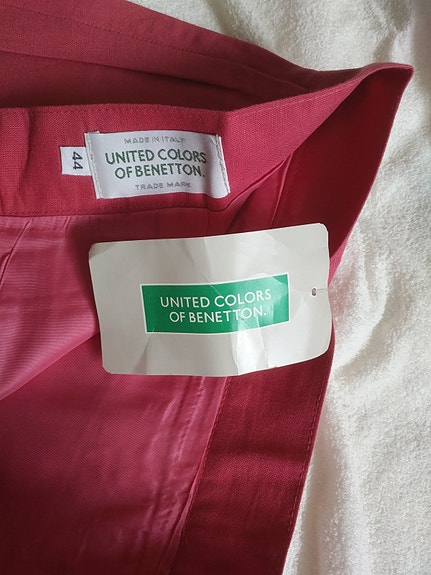 44
MADE IN ITALY
UNITED COLORS
OF BENETTON.
TRADE MARK
UNITED COLORS
OF BENETTON.